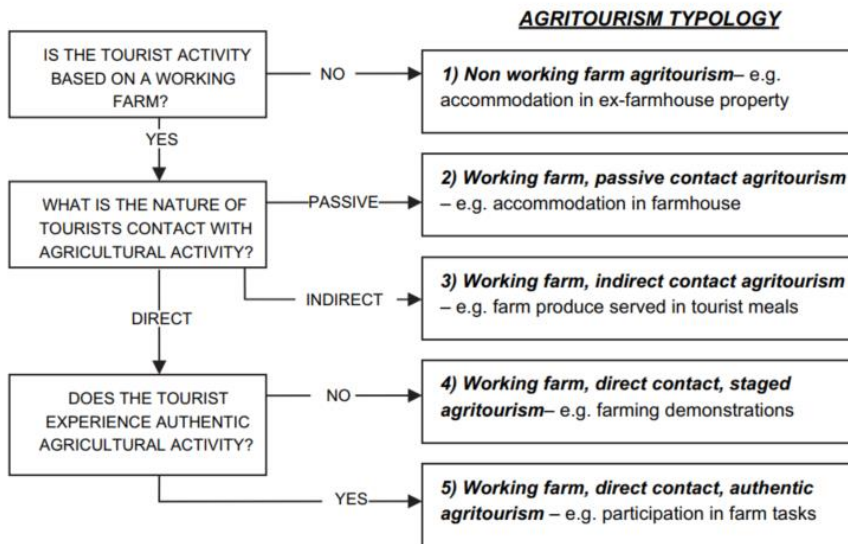 AGRITOURISM TYPOLOGY
IS THE TOURIST ACTIVITY
BASED ON A WORKING
FARM?
NO
1) Non working farm agritourism– e.g.
accommodation in ex-farmhouse property
YES
WHAT IS THE NATURE OF
TOURISTS CONTACT WITH
AGRICULTURAL ACTIVITY?
PASSIVE
2) Working farm, passive contact agritourism
– e.g. accommodation in farmhouse
INDIRECT
3) Working farm, indirect contact agritourism
– e.g. farm produce served in tourist meals
DIRECT
DOES THE TOURIST
EXPERIENCE AUTHENTIC
AGRICULTURAL ACTIVITY?
NO
4) Working farm, direct contact, staged
agritourism– e.g. farming demonstrations
YES
5) Working farm, direct contact, authentic
agritourism – e.g. participation in farm tasks